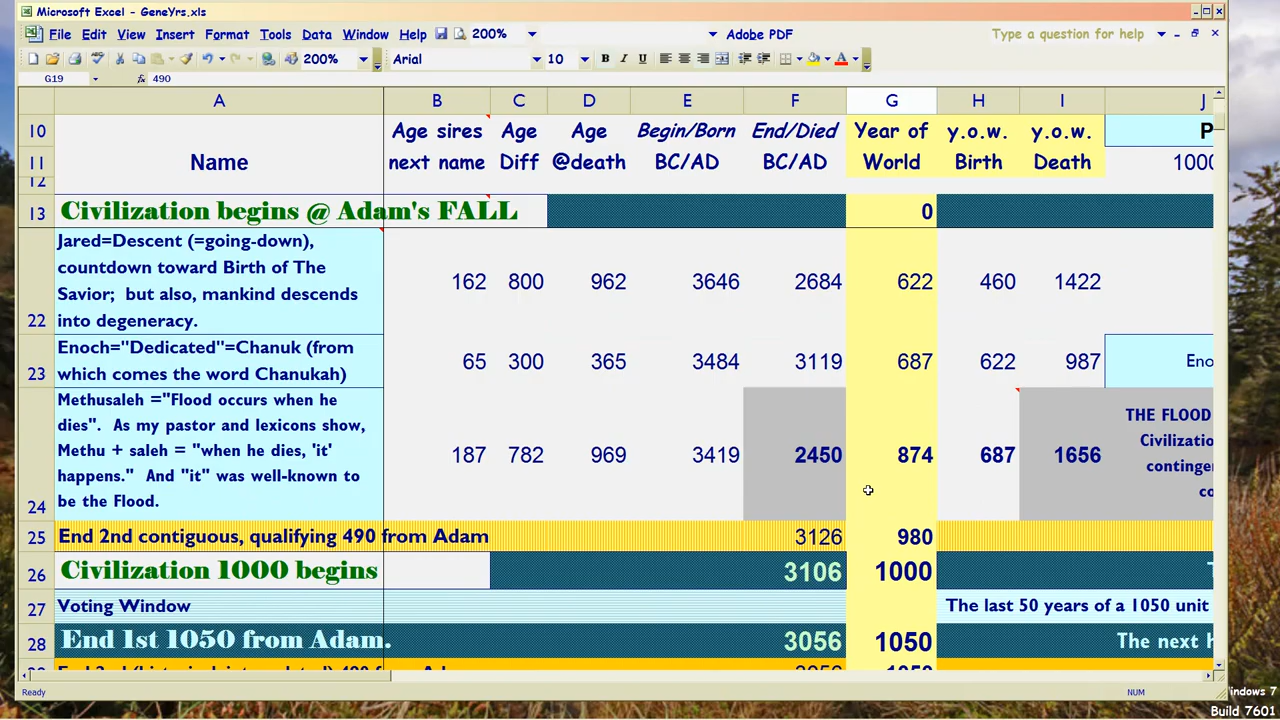 Microsoft Excel - GeneYrs.xls
File Edit View Insert Format Tools Data Window Help 200% Adobe PDF Type a question for help
200% Arial 10 B I U
G19 fx 490
A B C D E F G H I J
10 Age sires Age Age Begin/Born End/Died Year of y.o.w. y.o.w. P
11 Name next name Diff @death BC/AD BC/AD World Birth Death 1000
12
13 Civilization begins @ Adam's FALL 0
Jared=Descent (=going-down),
countdown toward Birth of The
Savior; but also, mankind descends
into degeneracy.
22 162 800 962 3646 2684 622 460 1422
Enoch="Dedicated"=Chanuk (from
which comes the word Chanukah)
23 65 300 365 3484 3119 687 622 987 Eno
Methusaleh ="Flood occurs when he
dies". As my pastor and lexicons show,
Methu + saleh = "when he dies, 'it'
happens." And "it" was well-known to
be the Flood.
24 187 782 969 3419 2450 874 687 1656
THE FLOOD
Civilizatio
continger
co
25 End 2nd contiguous, qualifying 490 from Adam 3126 980
26 Civilization 1000 begins 3106 1000
27 Voting Window The last 50 years of a 1050 unit
28 End 1st 1050 from Adam. 3056 1050 The next h
Ready NUM
indows 7
Build 7601